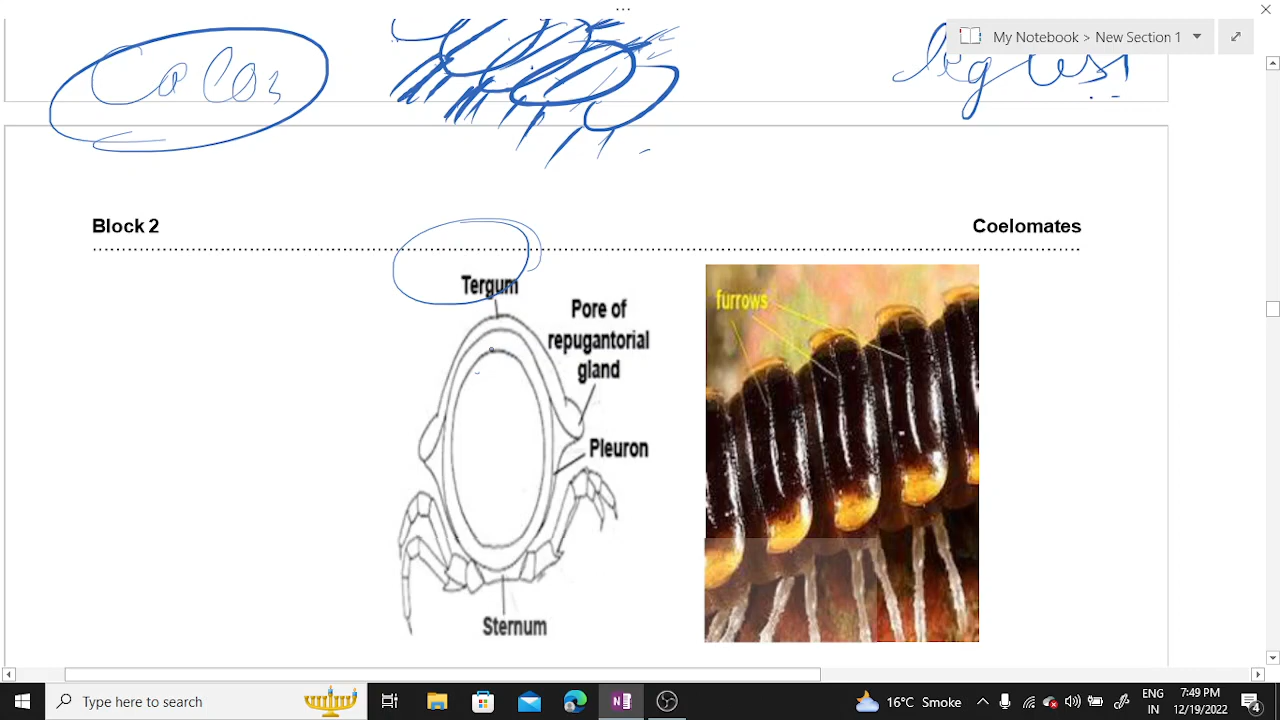 My Notebook > New Section 1
Block 2
Coelomates
Tergum
Pore of
repugantorial
gland
Pleuron
Sternum
furrows
Type here to search
16°C Smoke
ENG
IN
7:49 PM
12/19/2022
4